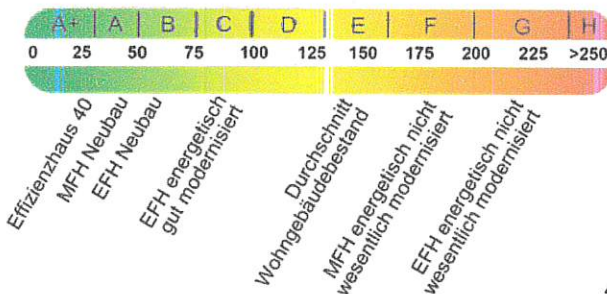 A+ A B C D E F G H
0 25 50 75 100 125 150 175 200 225 >250
Effizienzhaus 40
MFH Neubau
EFH Neubau
EFH energetisch
gut modernisiert
Durchschnitt
Wohngebäudebestand
MFH energetisch nicht
wesentlich modernisiert
EFH energetisch nicht
wesentlich modernisiert